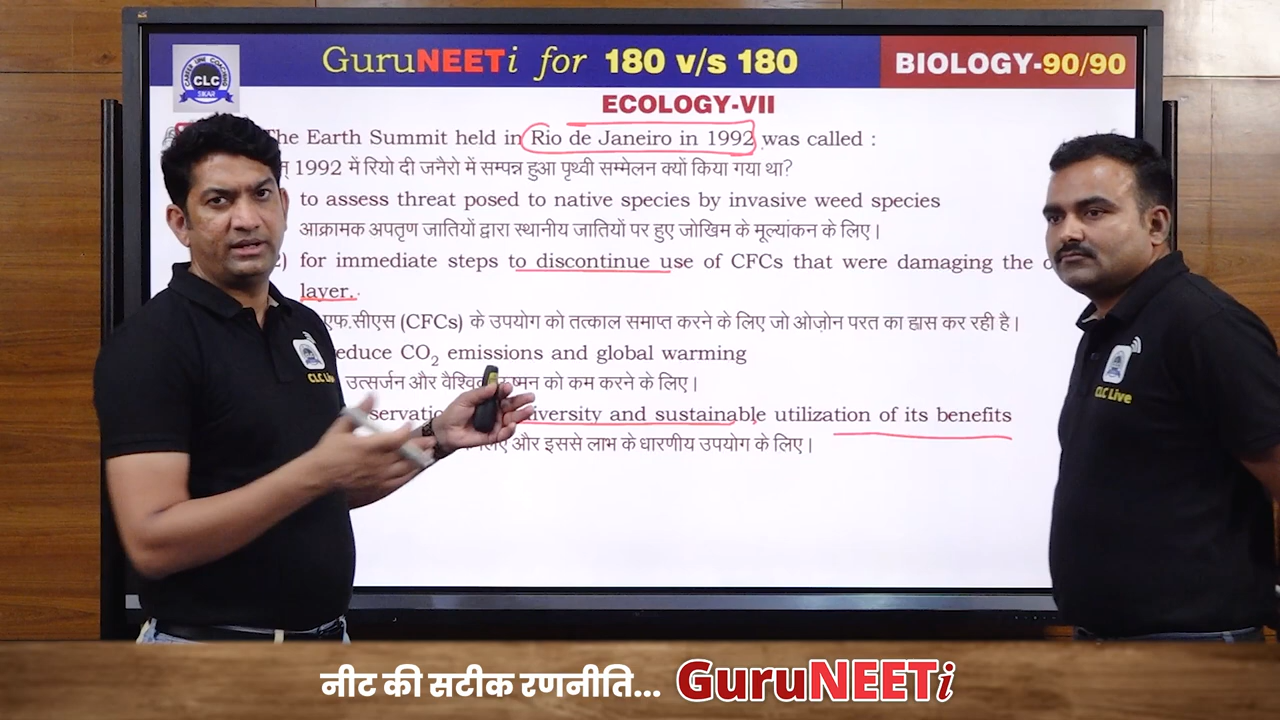 GuruNEETi for 180 v/s 180
BIOLOGY-90/90
CLC
SIKAR
ECOLOGY-VII
The Earth Summit held in Rio de Janeiro in 1992 was called :
1992 में रियो दी जनैरो में सम्पन्न हुआ पृथ्वी सम्मेलन क्यों किया गया था?
to assess threat posed to native species by invasive weed species
आक्रामक अपतृण जातियों द्वारा स्थानीय जातियों पर हुए जोखिम के मूल्यांकन के लिए।
for immediate steps to discontinue use of CFCs that were damaging the
layer.
एफ.सीएस (CFCs) के उपयोग को तत्काल समाप्त करने के लिए जो ओज़ोन परत का ह्रास कर रही है।
reduce CO2 emissions and global warming
उत्सर्जन और को कम करने के लिए।
and sustainable utilization of its benefits
और इससे लाभ के धारणीय उपयोग के लिए।
CLC Live
नीट की सटीक रणनीति... GuruNEETi